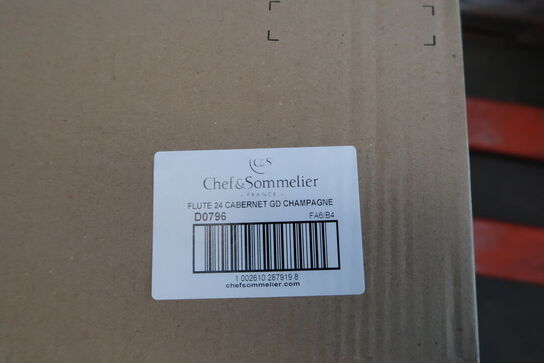 C&S
Chef&Sommelier
FRANCE
FLUTE 24 CABERNET GD CHAMPAGNE
D0796 FA6/B4
1 002610 287919 8
chefsommelier.com